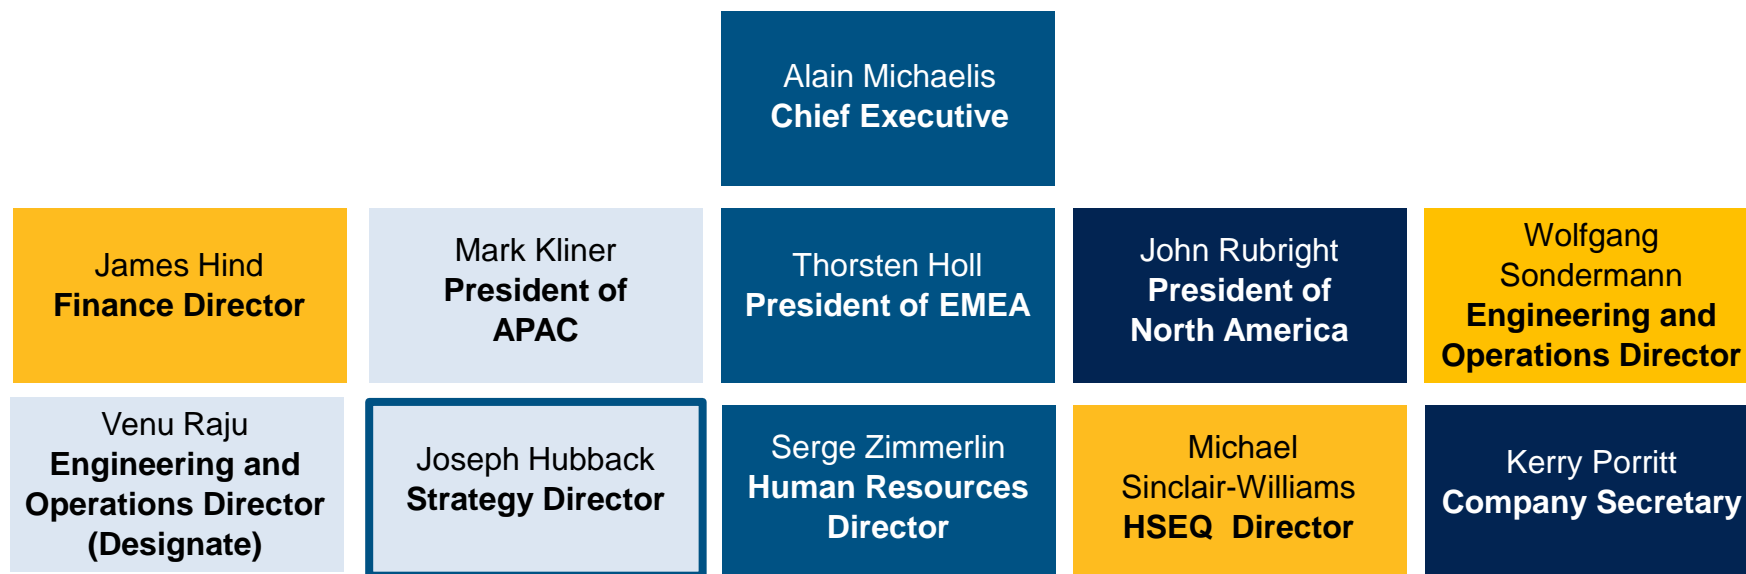 Alain Michaelis
Chief Executive
James Hind
Finance Director
Mark Kliner
President of
APAC
Thorsten Holl
President of EMEA
John Rubright
President of
North America
Wolfgang
Sondermann
Engineering and
Operations Director
Venu Raju
Engineering and
Operations Director
(Designate)
Joseph Hubback
Strategy Director
Serge Zimmerlin
Human Resources
Director
Michael
Sinclair-Williams
HSEQ  Director
Kerry Porritt
Company Secretary